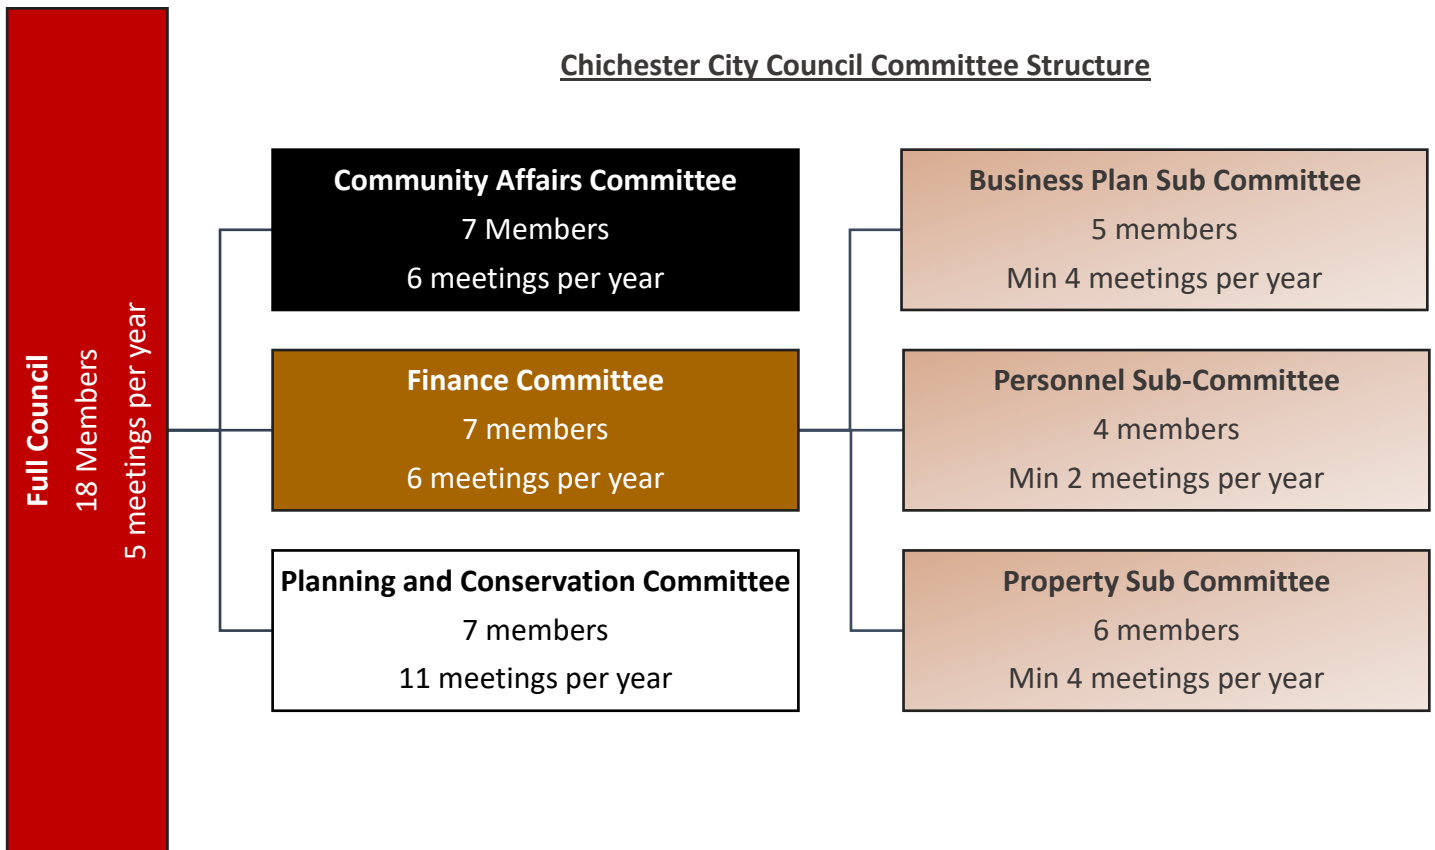 Chichester City Council Committee Structure
Full Council
18 Members
5 meetings per year
Community Affairs Committee
7 Members
6 meetings per year
Finance Committee
7 members
6 meetings per year
Planning and Conservation Committee
7 members
11 meetings per year
Business Plan Sub Committee
5 members
Min 4 meetings per year
Personnel Sub-Committee
4 members
Min 2 meetings per year
Property Sub Committee
6 members
Min 4 meetings per year